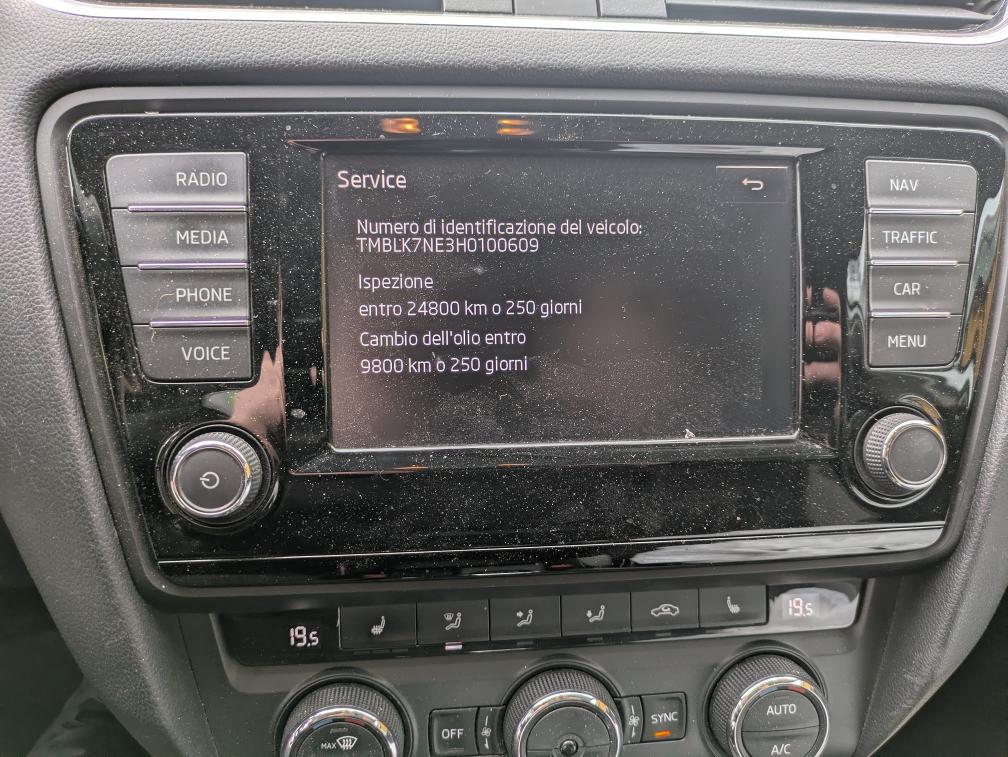 RADIO
MEDIA
PHONE
VOICE
Service
Numero di identificazione del veicolo:
TMBLK7NE3H0100609
Ispezione
entro 24800 km o 250 giorni
Cambio dell'olio entro
9800 km o 250 giorni
NAV
TRAFFIC
CAR
MENU
19.5
19.5
MAX
OFF
SYNC
AUTO
A/C